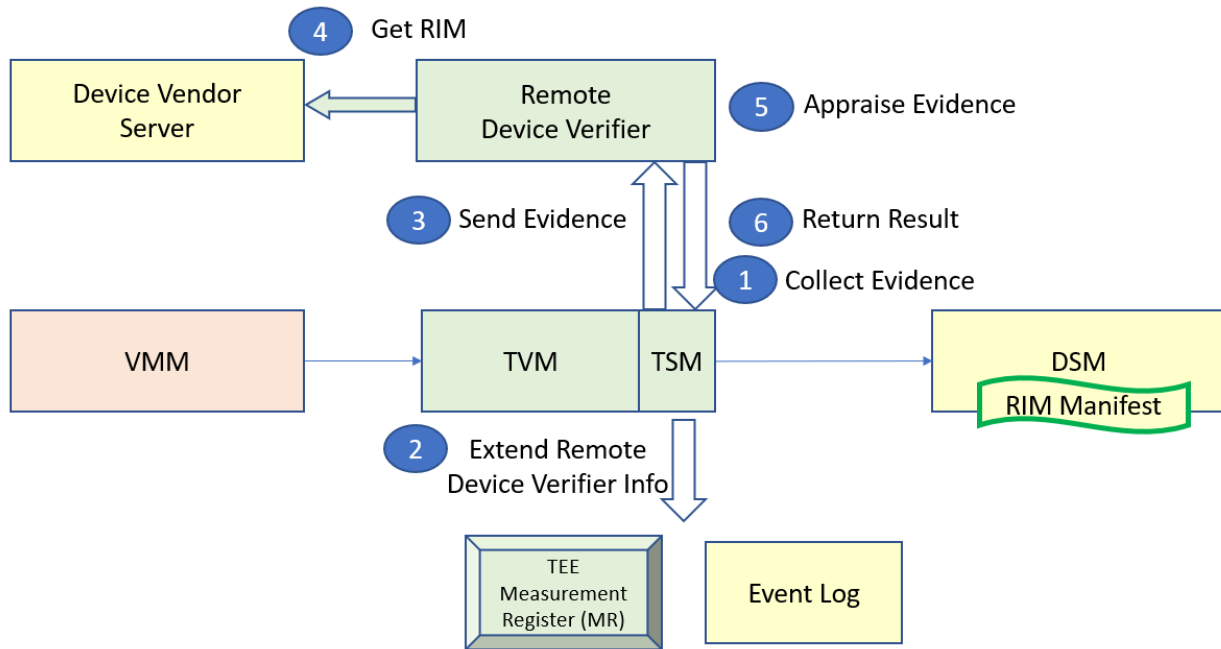 4
Get RIM
Device Vendor
Server
Remote
Device Verifier
5
Appraise Evidence
3
Send Evidence
6
Return Result
1
Collect Evidence
VMM
TVM
TSM
DSM
RIM Manifest
2
Extend Remote
Device Verifier Info
TEE
Measurement
Register (MR)
Event Log